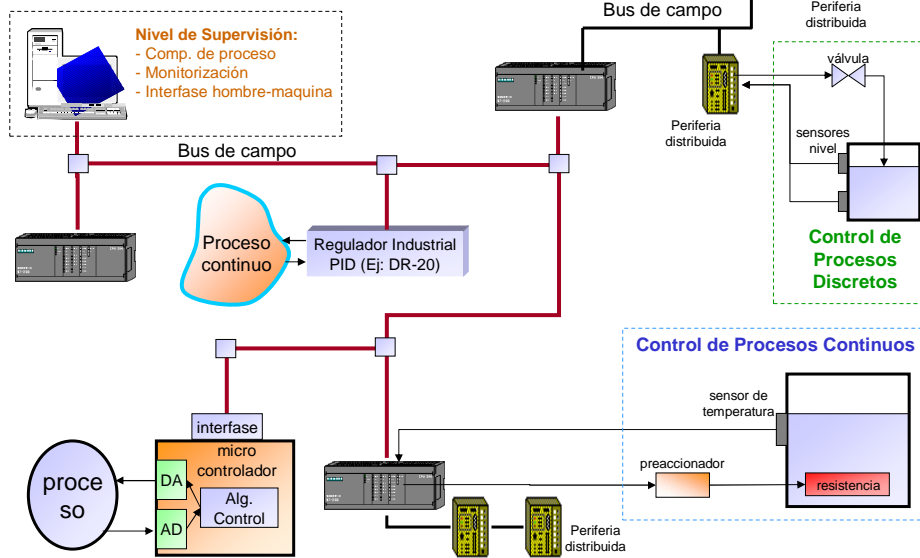 Bus de campo
Periferia
distribuida
Nivel de Supervisión:
- Comp. de proceso
- Monitorización
- Interfase hombre-maquina
válvula
Periferia
distribuida
sensores
nivel
Bus de campo
Proceso
continuo
Regulador Industrial
PID (Ej: DR-20)
Control de
Procesos
Discretos
Control de Procesos Continuos
sensor de
temperatura
interfase
micro
controlador
proce
so
DA
AD
Alg.
Control
preaccionador
resistencia
Periferia
distribuida